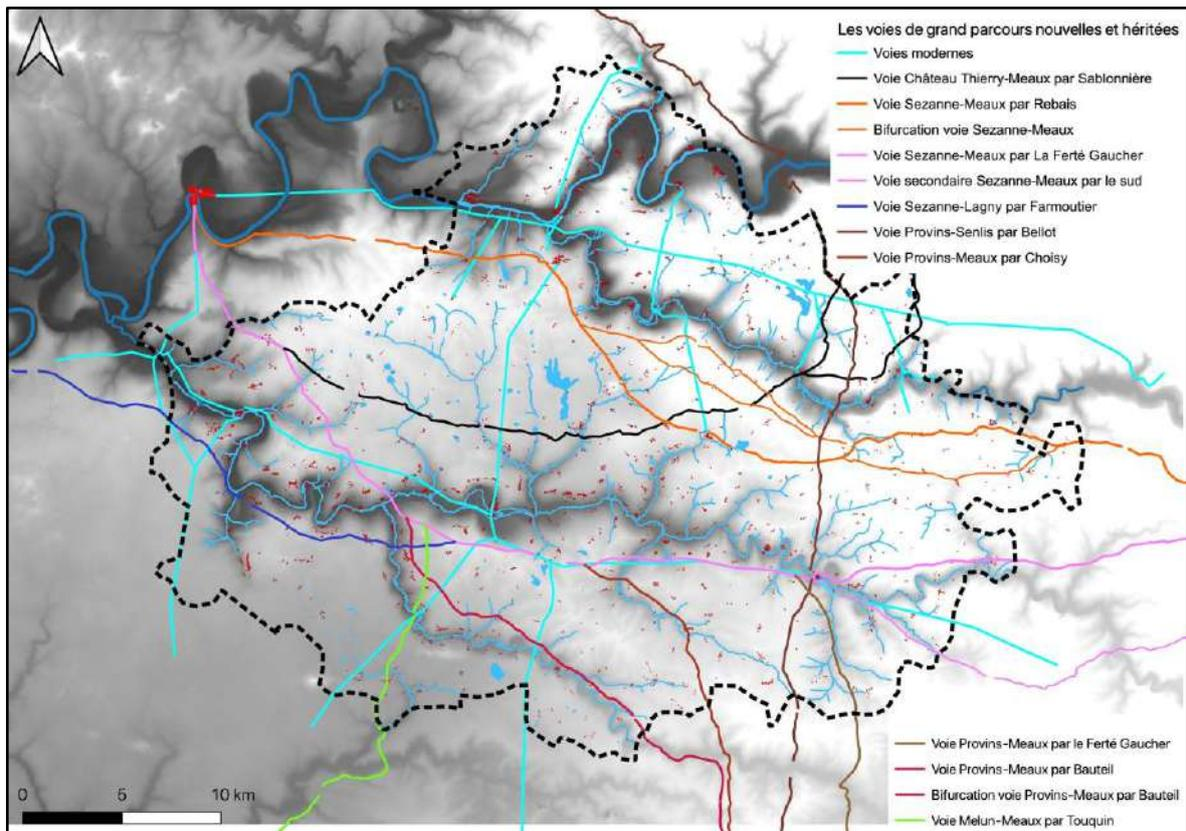 Les voies de grand parcours nouvelles et héritées
Voies modernes
Voie Château Thierry-Meaux par Sablonnière
Voie Sezanne-Meaux par Rebais
Bifurcation voie Sezanne-Meaux
Voie Sezanne-Meaux par La Ferté Gaucher
Voie secondaire Sezanne-Meaux par le sud
Voie Sezanne-Lagny par Farmoutier
Voie Provins-Senlis par Bellot
Voie Provins-Meaux par Choisy
Voie Provins-Meaux par le Ferté Gaucher
Voie Provins-Meaux par Bauteil
Bifurcation voie Provins-Meaux par Bauteil
Voie Melun-Meaux par Touquin
0 5 10 km